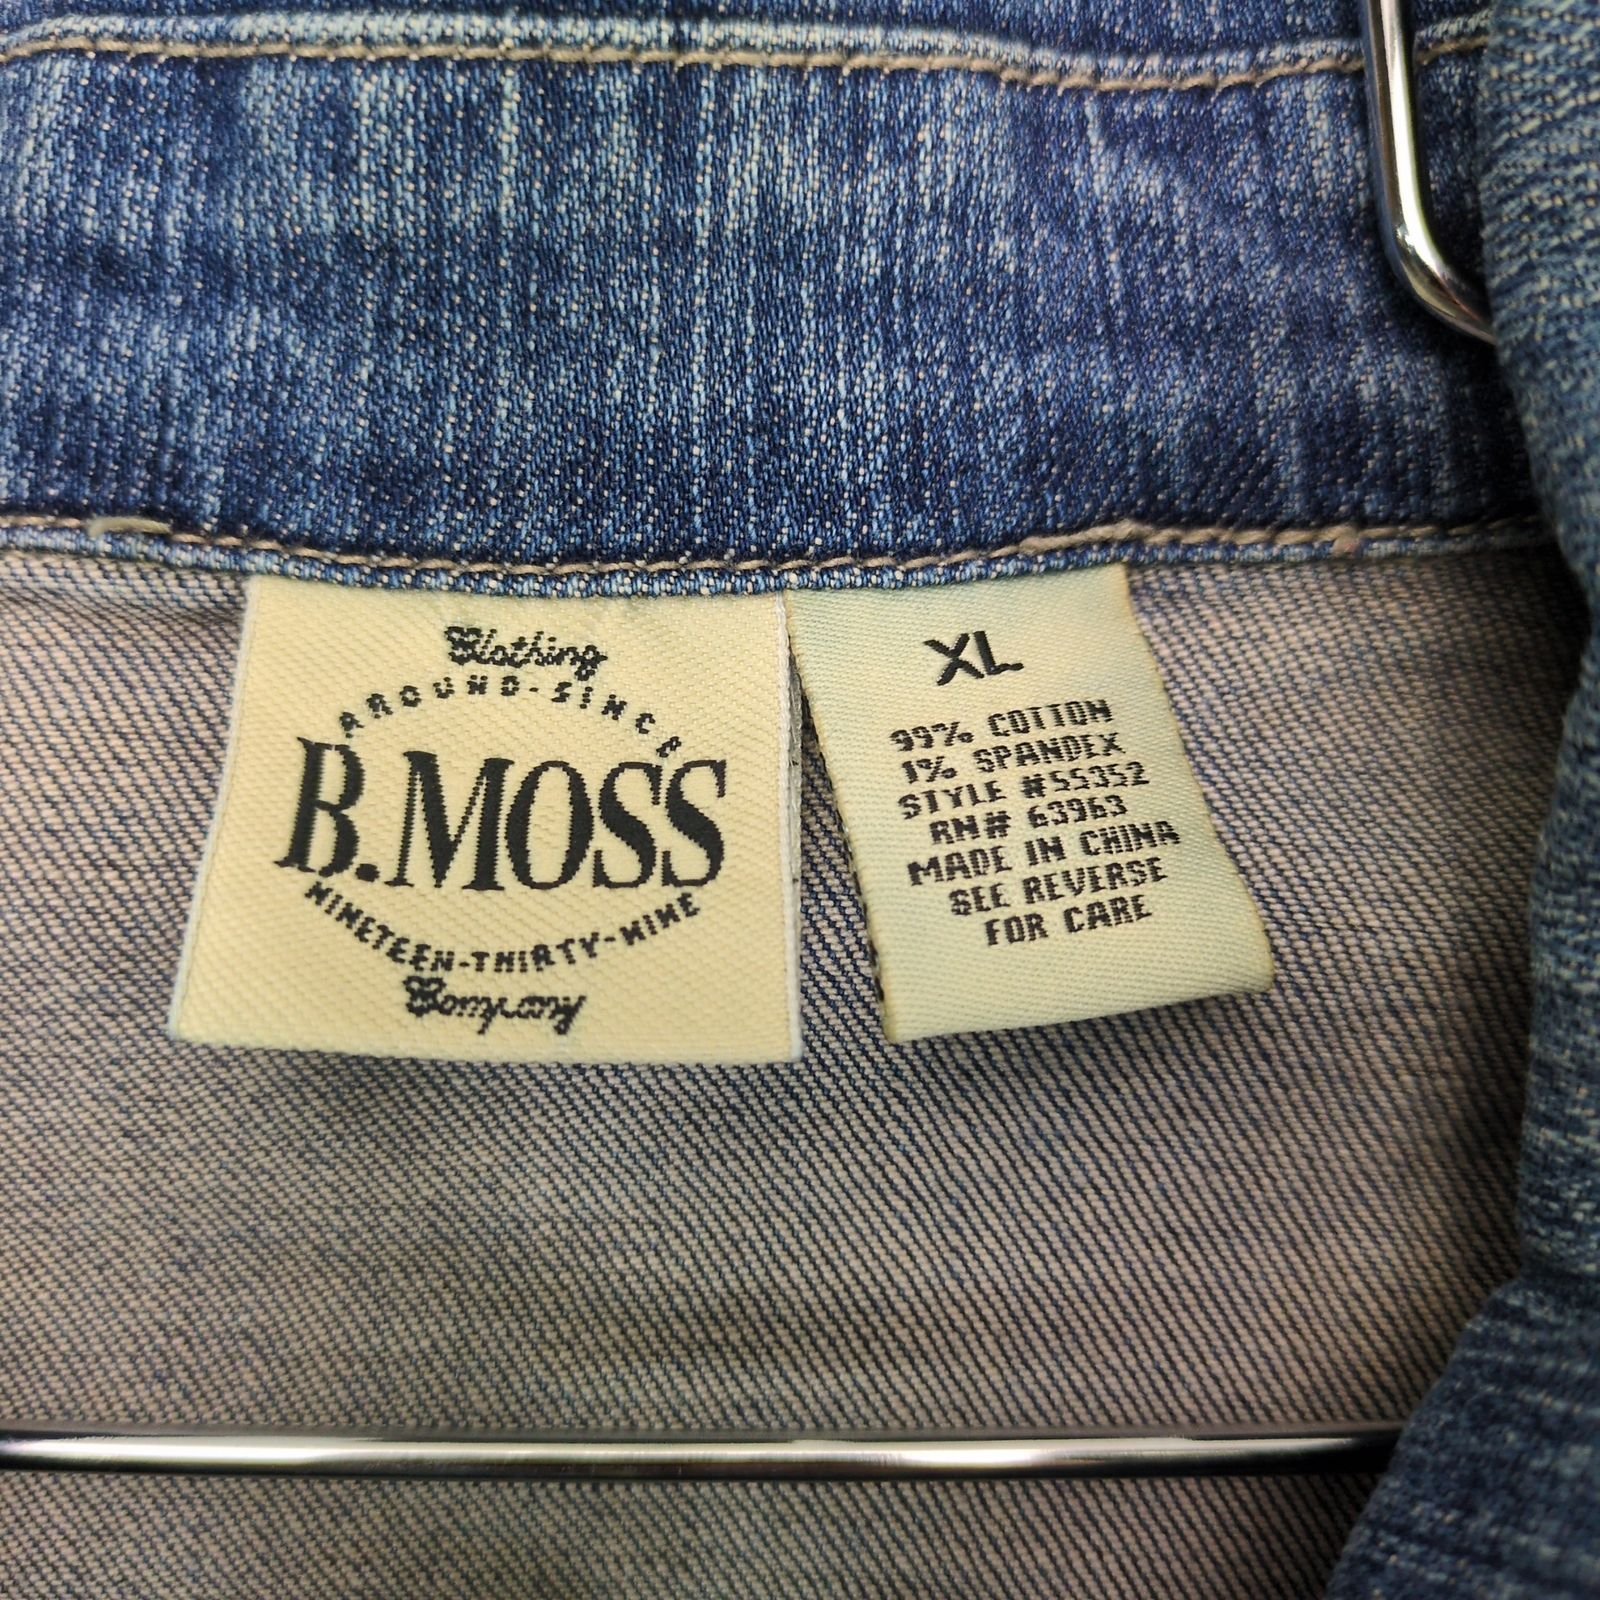 Clothing
AROUND-SINCE
B.MOSS
NINETEEN-THIRTY-NINE
Company
XL
99% COTTON
1% SPANDEX
STYLE #55352
RN# 63963
MADE IN CHINA
SEE REVERSE
FOR CARE